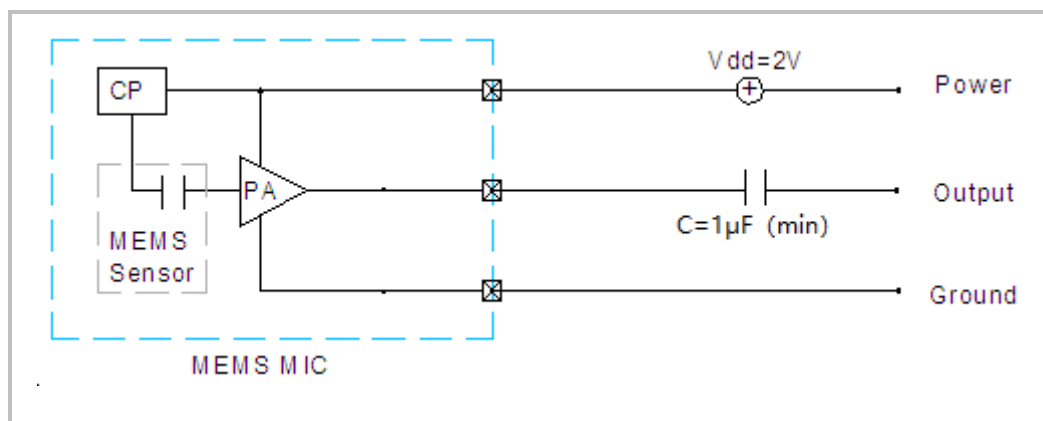 Vdd=2V
CP
Power
PA
Output
C=1μF (min)
MEMS
Sensor
Ground
MEMS MIC